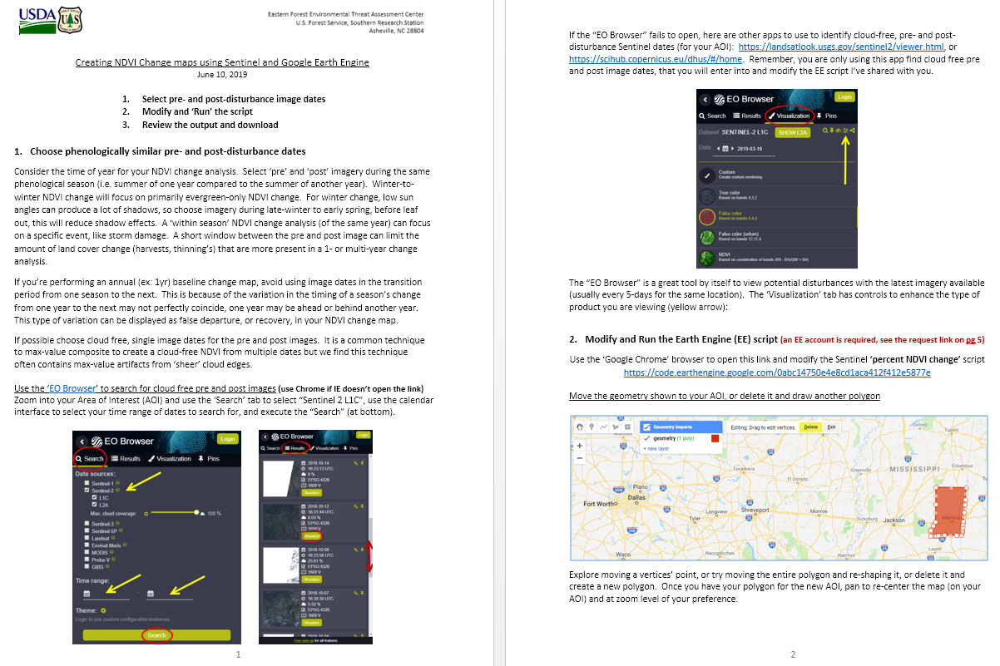 USDA
Eastern Forest Environmental Threat Assessment Center
U.S. Forest Service, Southern Research Station
Asheville, NC 28804
Creating NDVI Change maps using Sentinel and Google Earth Engine
June 10, 2019
1. Select pre- and post-disturbance image dates
2. Modify and ‘Run’ the script
3. Review the output and download
1. Choose phenologically similar pre- and post-disturbance dates
Consider the time of year for your NDVI change analysis. Select ‘pre’ and ‘post’ imagery during the same
phenological season (i.e. summer of one year compared to the summer of another year). Winter-to-
winter NDVI change will focus on primarily evergreen-only NDVI change. For winter change, low sun
angles can produce a lot of shadows, so choose imagery during late-winter to early spring, before leaf
out, this will reduce shadow effects. A ‘within season’ NDVI change analysis (of the same year) can focus
on a specific event, like storm damage. A short window between the pre and post image can limit the
amount of land cover change (harvests, thinning’s) that are more present in a 1- or multi-year change
analysis.
If you’re performing an annual (ex: 1yr) baseline change map, avoid using image dates in the transition
period from one season to the next. This is because of the variation in the timing of a season’s change
from one year to the next may not perfectly coincide, one year may be ahead or behind another year.
This type of variation can be displayed as false departure, or recovery, in your NDVI change map.
If possible choose cloud free, single image dates for the pre and post images. It is a common technique
to max-value composite to create a cloud-free NDVI from multiple dates but we find this technique
often contains max-value artifacts from ‘sheer’ cloud edges.
Use the ‘EO Browser’ to search for cloud free pre and post images (use Chrome if IE doesn’t open the link)
Zoom into your Area of Interest (AOI) and use the ‘Search’ tab to select “Sentinel 2 L1C”, use the calendar
interface to select your time range of dates to search for, and execute the “Search” (at bottom).
EO Browser
Login
Search Results Visualization Pins
Data sources:
Sentinel-1
Sentinel-2
L1C
L2A
Max. cloud coverage: 100 %
Sentinel-3
Sentinel-5P
Landsat
Envisat Meris
MODIS
Proba-V
GIBS
Time range:
-
Theme:
Login to use custom configuration instances.
Search
EO Browser
Login
Search Results Visualization Pins
2018-10-14
16:23:13 UTC
0 %
EPSG:4326
16RFV
Visualize
2018-10-12
16:31:44 UTC
0.03 %
EPSG:4326
16RFV
Visualize
2018-10-09
16:23:58 UTC
25.61 %
EPSG:4326
16RFV
Visualize
2018-10-07
16:30:39 UTC
5.52 %
EPSG:4326
16RFV
Visualize
2018-10-04
Free sign up for all features
1
If the “EO Browser” fails to open, here are other apps to use to identify cloud-free, pre- and post-
disturbance Sentinel dates (for your AOI): https://landsatlook.usgs.gov/sentinel2/viewer.html, or
https://scihub.copernicus.eu/dhus/#/home. Remember, you are only using this app find cloud free pre
and post image dates, that you will enter into and modify the EE script I’ve shared with you.
EO Browser
Login
Search Results Visualization Pins
Dataset: SENTINEL-2 L1C SHOW L2A
Date: 2019-03-10
Custom
Create custom rendering
True color
Based on bands 4,3,2
False color
Based on bands 8,4,3
False color (urban)
Based on bands 12,11,4
NDVI
Based on combination of bands (B8 - B4)/(B8 + B4)
The “EO Browser” is a great tool by itself to view potential disturbances with the latest imagery available
(usually every 5-days for the same location). The ‘Visualization’ tab has controls to enhance the type of
product you are viewing (yellow arrow):
2. Modify and Run the Earth Engine (EE) script (an EE account is required, see the request link on pg 5)
Use the ‘Google Chrome’ browser to open this link and modify the Sentinel ‘percent NDVI change’ script
https://code.earthengine.google.com/0abc14750e4e8cd1aca412f412e5877e
Move the geometry shown to your AOI, or delete it and draw another polygon
Geometry Imports
geometry (1 poly)
+ new layer
Editing: Drag to edit vertices. Delete Exit
+
−
Oxford
Tupelo
Texarkana
El Dorado
Greenville
MISSISSIPPI
Columbus
Plano
Dallas
Fort Worth
Tyler
Longview
Shreveport
Monroe
Vicksburg
Jackson
Meridian
Laurel
Waco
Nacogdoches
Natchez
Explore moving a vertices’ point, or try moving the entire polygon and re-shaping it, or delete it and
create a new polygon. Once you have your polygon for the new AOI, pan to re-center the map (on your
AOI) and at zoom level of your preference.
2